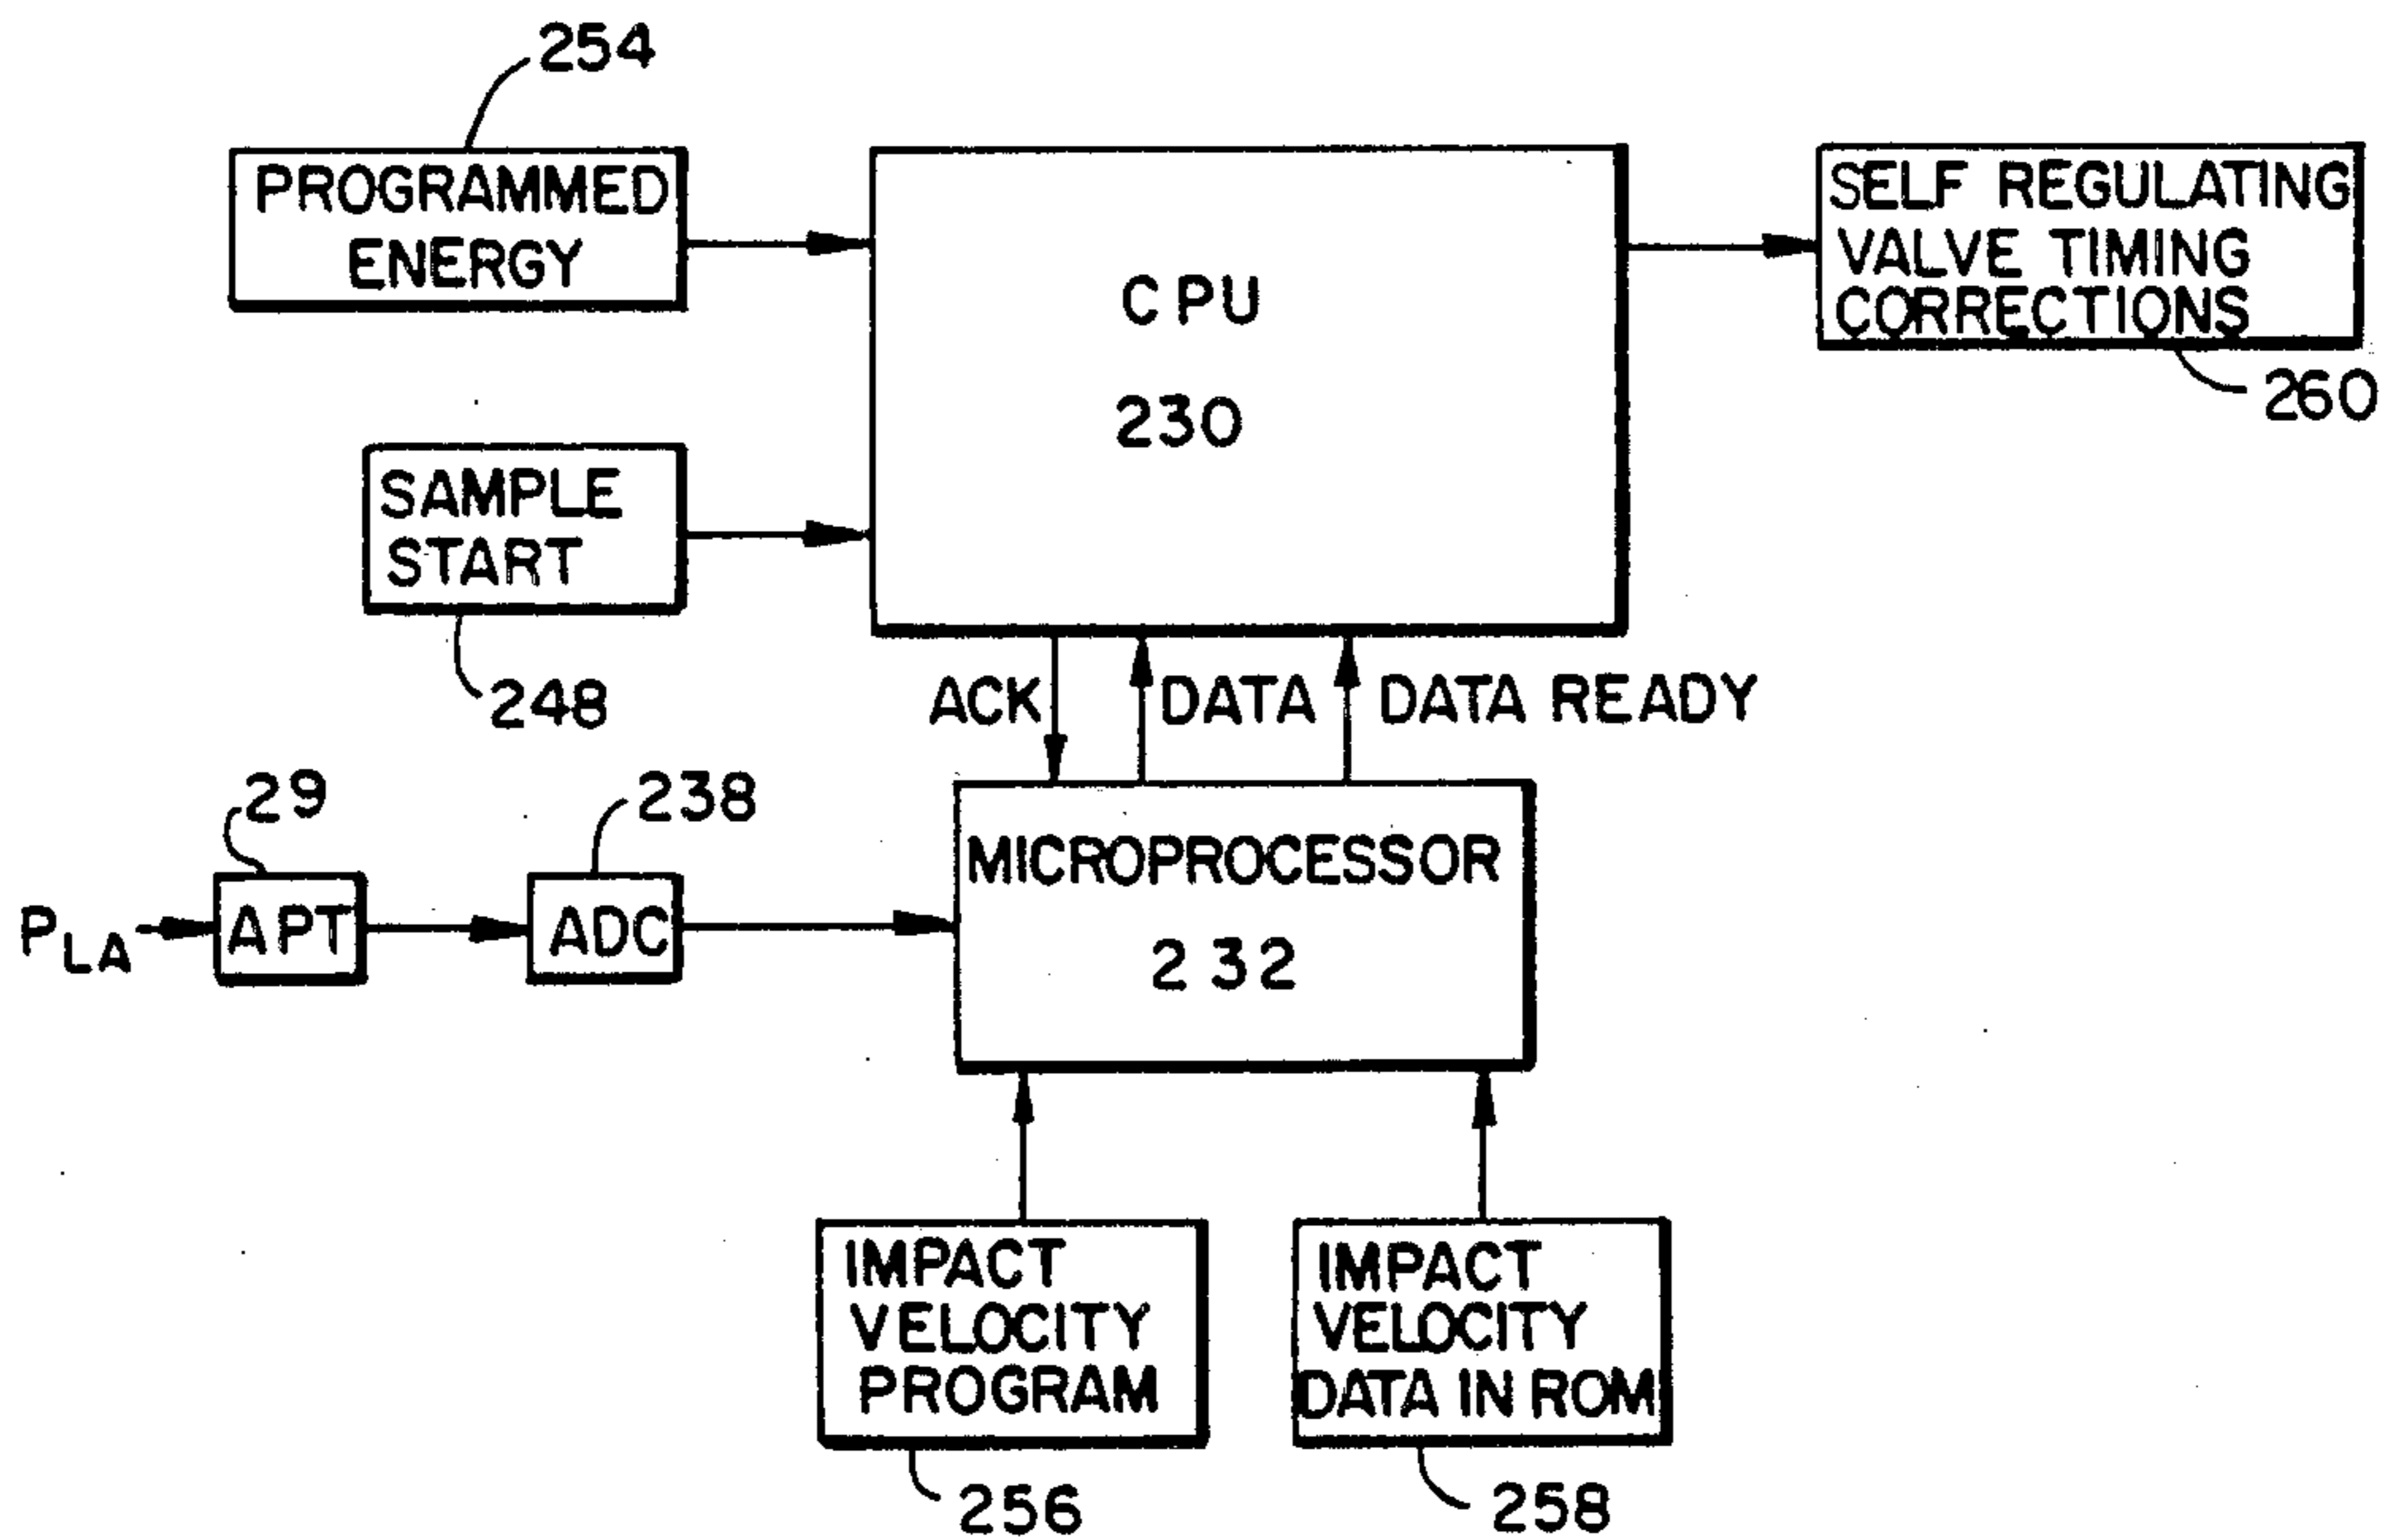 254
PROGRAMMED
ENERGY
CPU
230
SELF REGULATING
VALVE TIMING
CORRECTIONS
260
SAMPLE
START
248
ACK
DATA
DATA READY
29
238
PLA
APT
ADC
MICROPROCESSOR
232
IMPACT
VELOCITY
PROGRAM
256
IMPACT
VELOCITY
DATA IN ROM
258